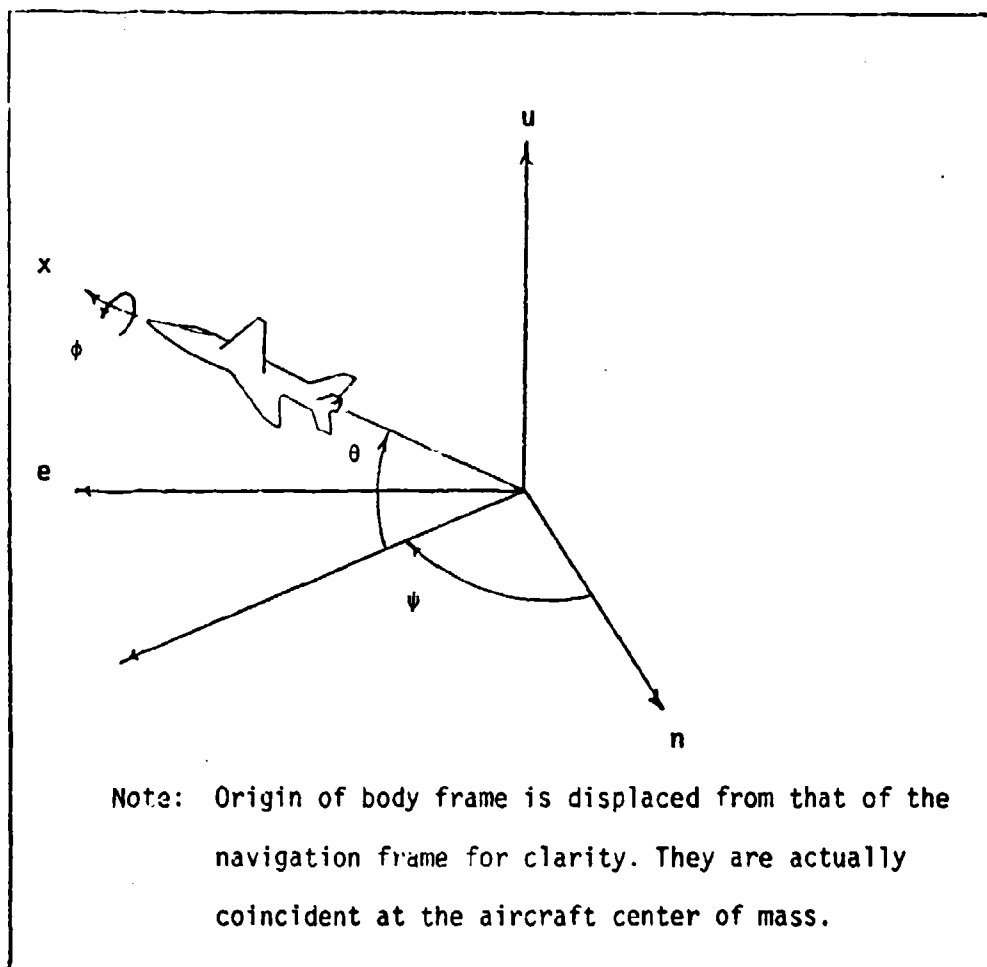 u
x
ϕ
θ
e
ψ
n
Note: Origin of body frame is displaced from that of the
navigation frame for clarity. They are actually
coincident at the aircraft center of mass.